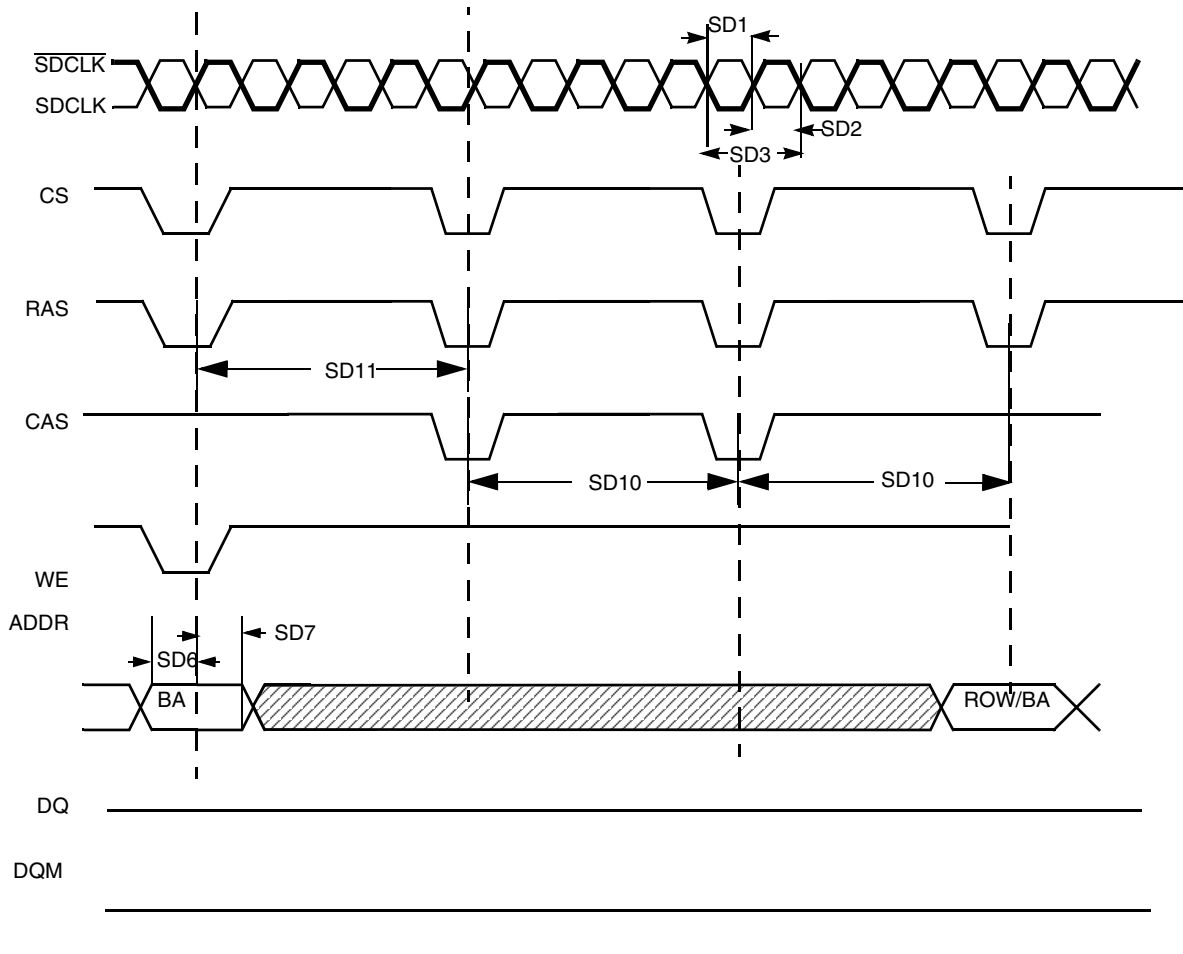 SD1
S̅D̅C̅L̅K̅
SDCLK
SD2
SD3
CS
RAS
SD11
CAS
SD10
SD10
WE
ADDR
SD7
SD6
BA
ROW/BA
DQ
DQM